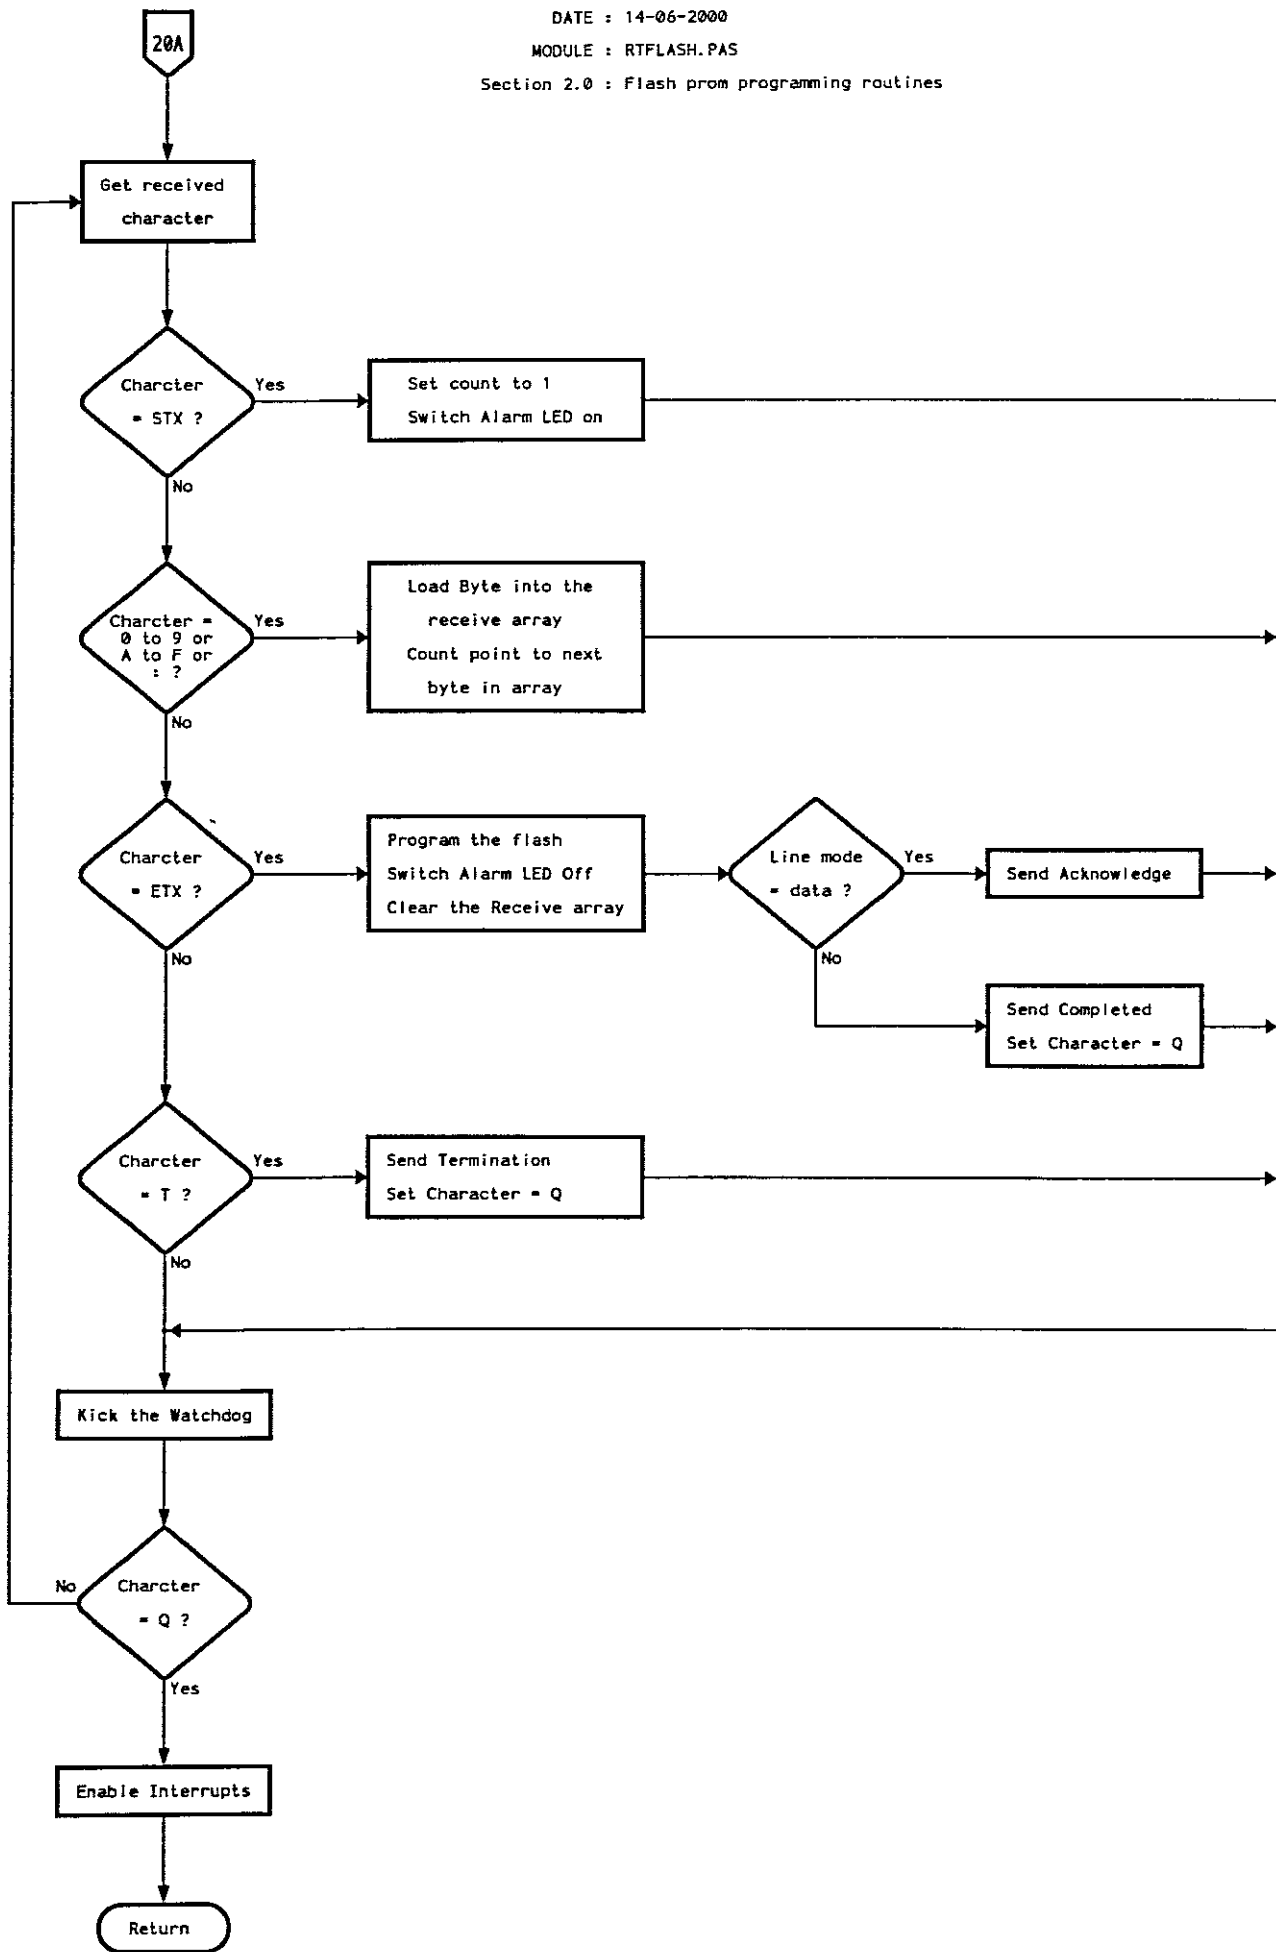 DATE : 14-06-2000
MODULE : RTFLASH.PAS
Section 2.0 : Flash prom programming routines
20A
Get received
character
Charcter
= STX ?
Yes
No
Set count to 1
Switch Alarm LED on
Charcter =
0 to 9 or
A to F or
: ?
Yes
No
Load Byte into the
receive array
Count point to next
byte in array
Charcter
= ETX ?
Yes
No
Program the flash
Switch Alarm LED Off
Clear the Receive array
Line mode
= data ?
Yes
No
Send Acknowledge
Send Completed
Set Character = Q
Charcter
= T ?
Yes
No
Send Termination
Set Character = Q
Kick the Watchdog
Charcter
= Q ?
No
Yes
Enable Interrupts
Return